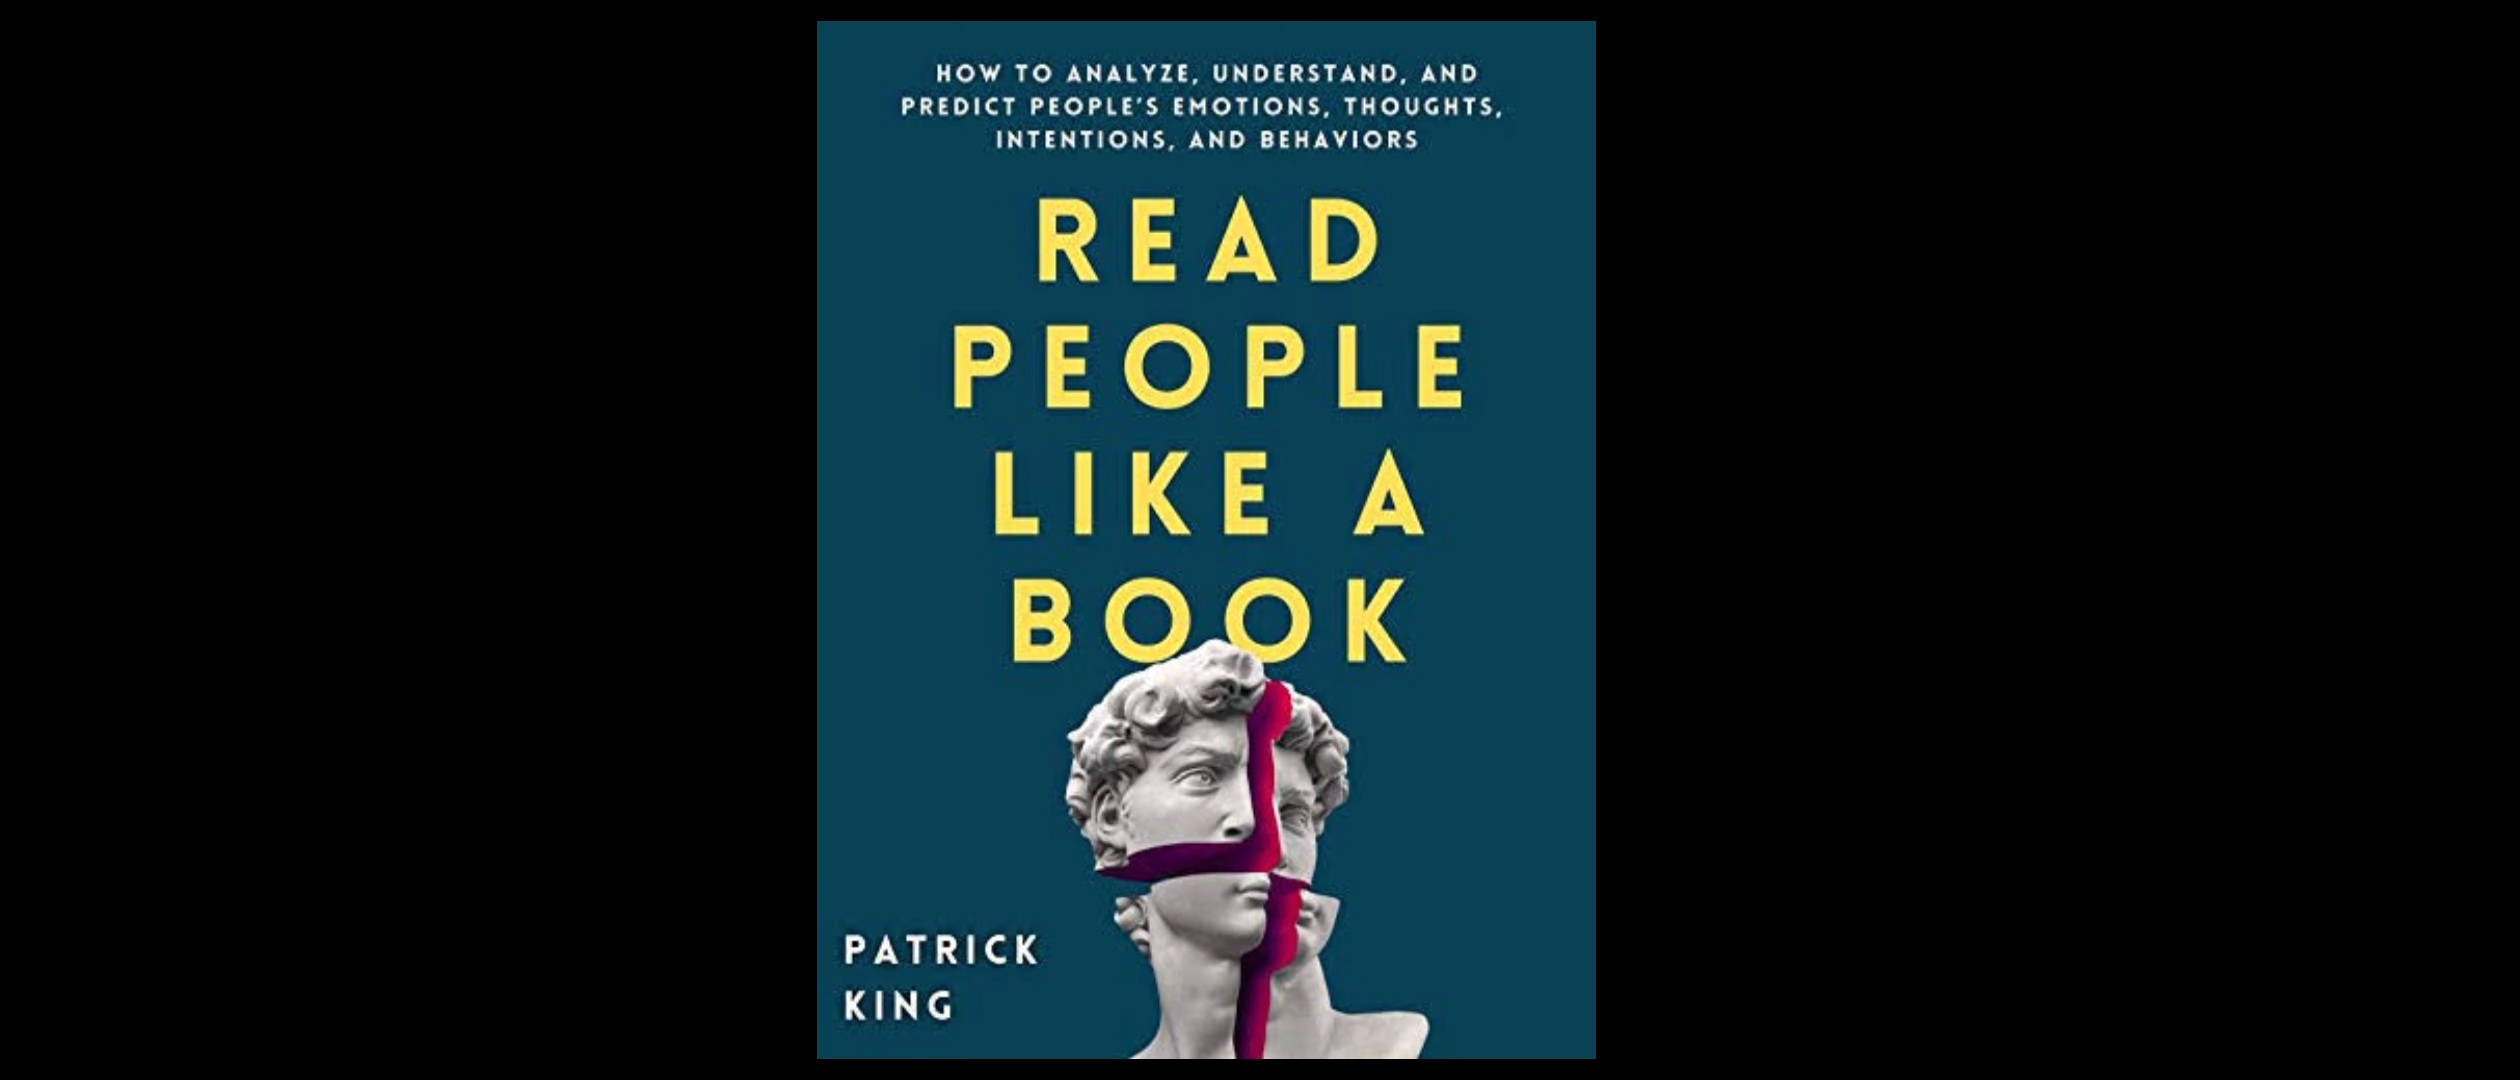 HOW TO ANALYZE, UNDERSTAND, AND
PREDICT PEOPLE'S EMOTIONS, THOUGHTS,
INTENTIONS, AND BEHAVIORS
READ
PEOPLE
LIKE A
BOOK
PATRICK
KING